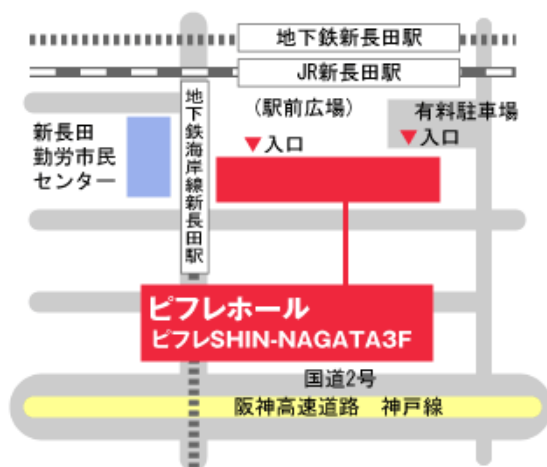 地下鉄新長田駅
JR新長田駅
地下鉄海岸線新長田駅
(駅前広場)
有料駐車場
▼入口
▼入口
新長田
勤労市民
センター
ピフレホール
ピフレSHIN-NAGATA3F
国道2号
阪神高速道路 神戸線